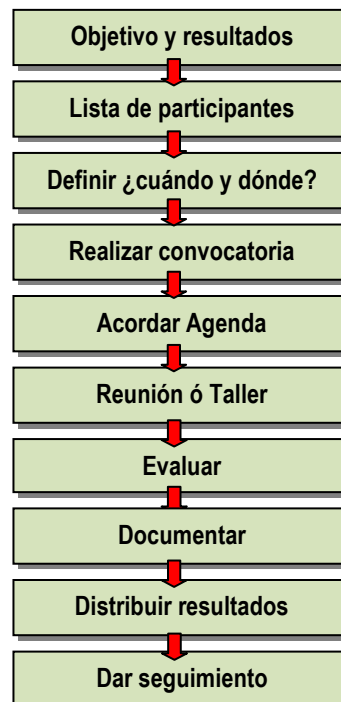 Objetivo y resultados
Lista de participantes
Definir ¿cuándo y dónde?
Realizar convocatoria
Acordar Agenda
Reunión ó Taller
Evaluar
Documentar
Distribuir resultados
Dar seguimiento